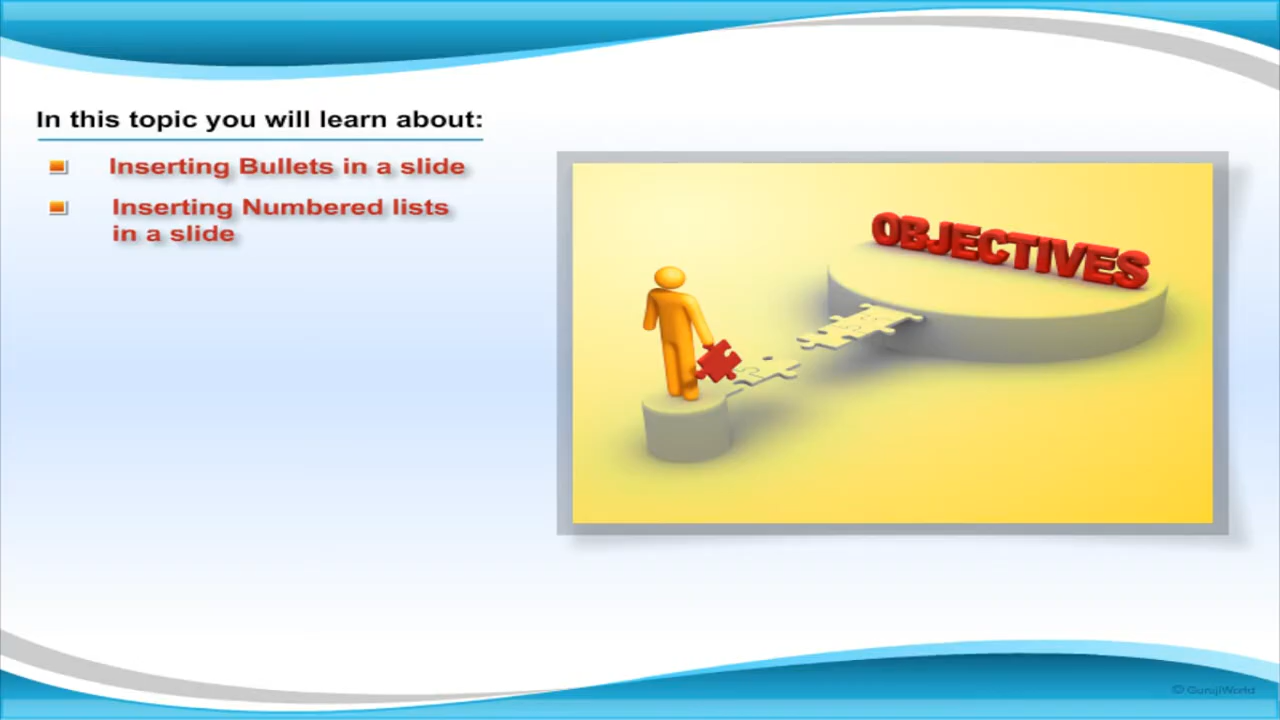 In this topic you will learn about:
Inserting Bullets in a slide
Inserting Numbered lists
in a slide
OBJECTIVES
© GurujiWorld